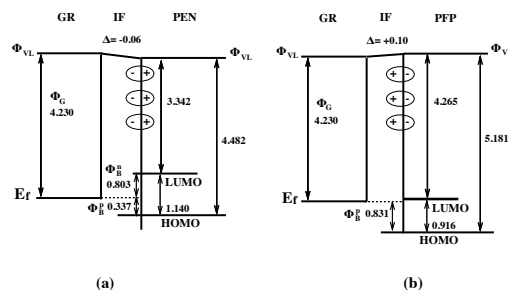 GR IF PEN
Δ= -0.06
Φ_VL Φ_VL
- + - + - +
Φ_G
4.230
3.342
4.482
Φ_B^n
0.803
LUMO
E_f
Φ_B^p 0.337
1.140
HOMO
(a)
GR IF PFP
Δ= +0.10
Φ_VL Φ_V
- + - + - +
Φ_G
4.230
4.265
5.181
LUMO
E_f
Φ_B^p 0.831
0.916
HOMO
(b)